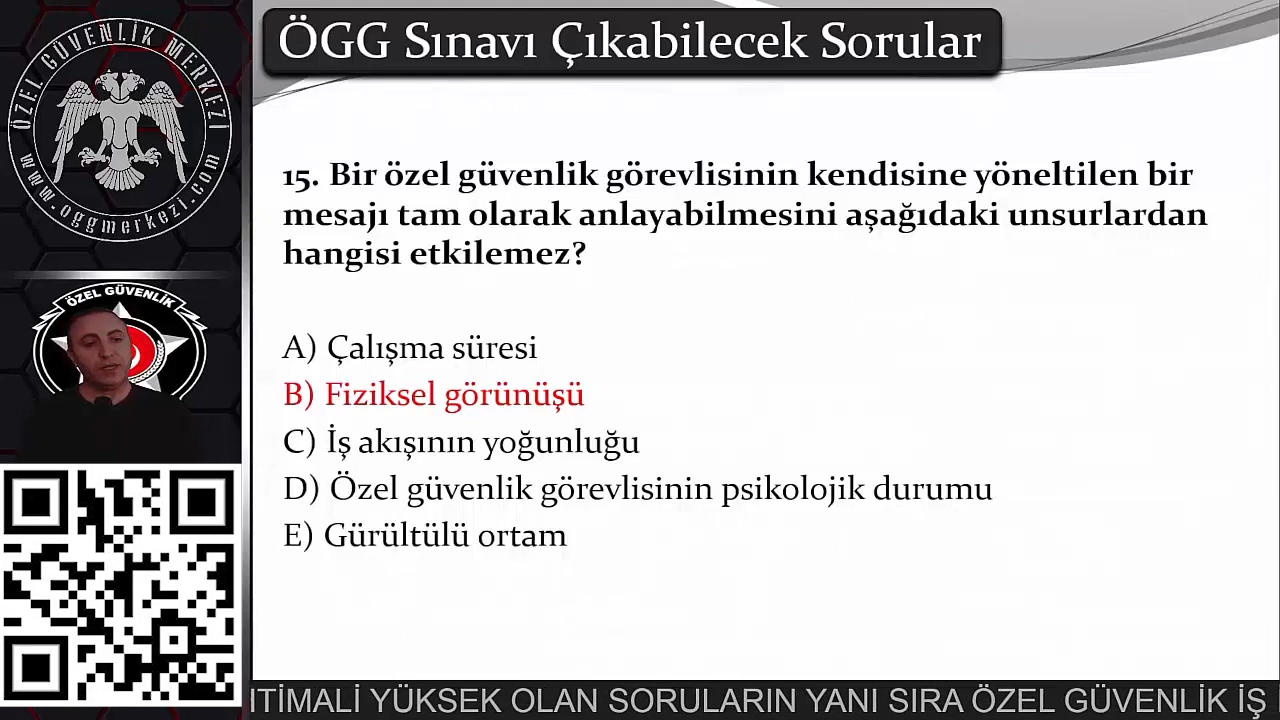 ÖGG Sınavı Çıkabilecek Sorular
ÖZEL GÜVENLİK MERKEZİ
www.oggmerkezi.com
15. Bir özel güvenlik görevlisinin kendisine yöneltilen bir
mesajı tam olarak anlayabilmesini aşağıdaki unsurlardan
hangisi etkilemez?
ÖZEL GÜVENLİK
A) Çalışma süresi
B) Fiziksel görünüşü
C) İş akışının yoğunluğu
D) Özel güvenlik görevlisinin psikolojik durumu
E) Gürültülü ortam
İTİMALİ YÜKSEK OLAN SORULARIN YANI SIRA ÖZEL GÜVENLİK İŞ